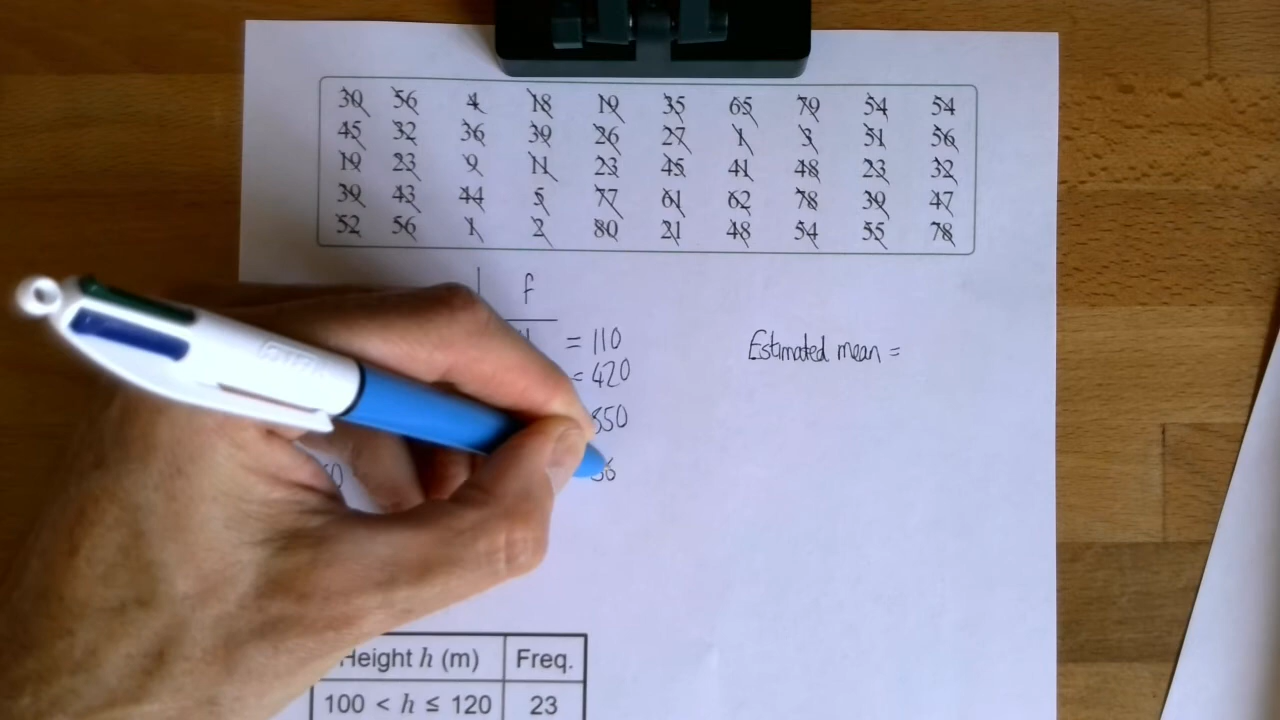 30 56 4 18 19 35 65 79 54 54
45 32 36 39 26 27 1 3 51 56
19 23 9 11 23 45 41 48 23 32
39 43 44 5 77 61 62 78 39 47
52 56 1 2 80 21 48 54 55 78
f
= 110
Estimated mean =
= 420
850
Height h (m) Freq.
100 < h ≤ 120 23